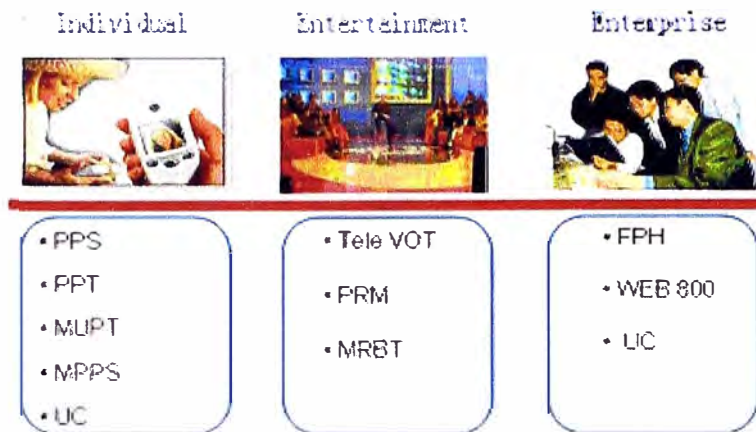 Individual
Entertainment
Enterprise
• PPS
• PPT
• MUPT
• MPPS
• UC
• Tele VOT
• PRM
• MRBT
• FPH
• WEB 800
• UC